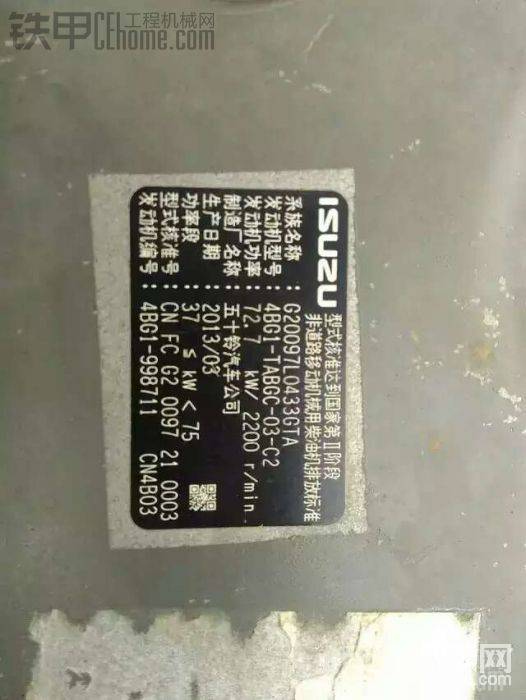 铁甲 工程机械网
CEhome.com
ISUZU
型式核准达到国家第Ⅱ阶段
非道路移动机械用柴油机排放标准
系族名称：G20097L0433GTA
发动机型号：4BG1-TABGC-03-C2
发动机功率：72.7 kW/ 2200 r/min
制造厂名称：五十铃汽车公司
生产日期：2013/03
功率段：37 ≤ kW < 75
型式核准号：CN FC G2 0097 21 0003
发动机编号：4BG1-998711 CN4B03
网
com